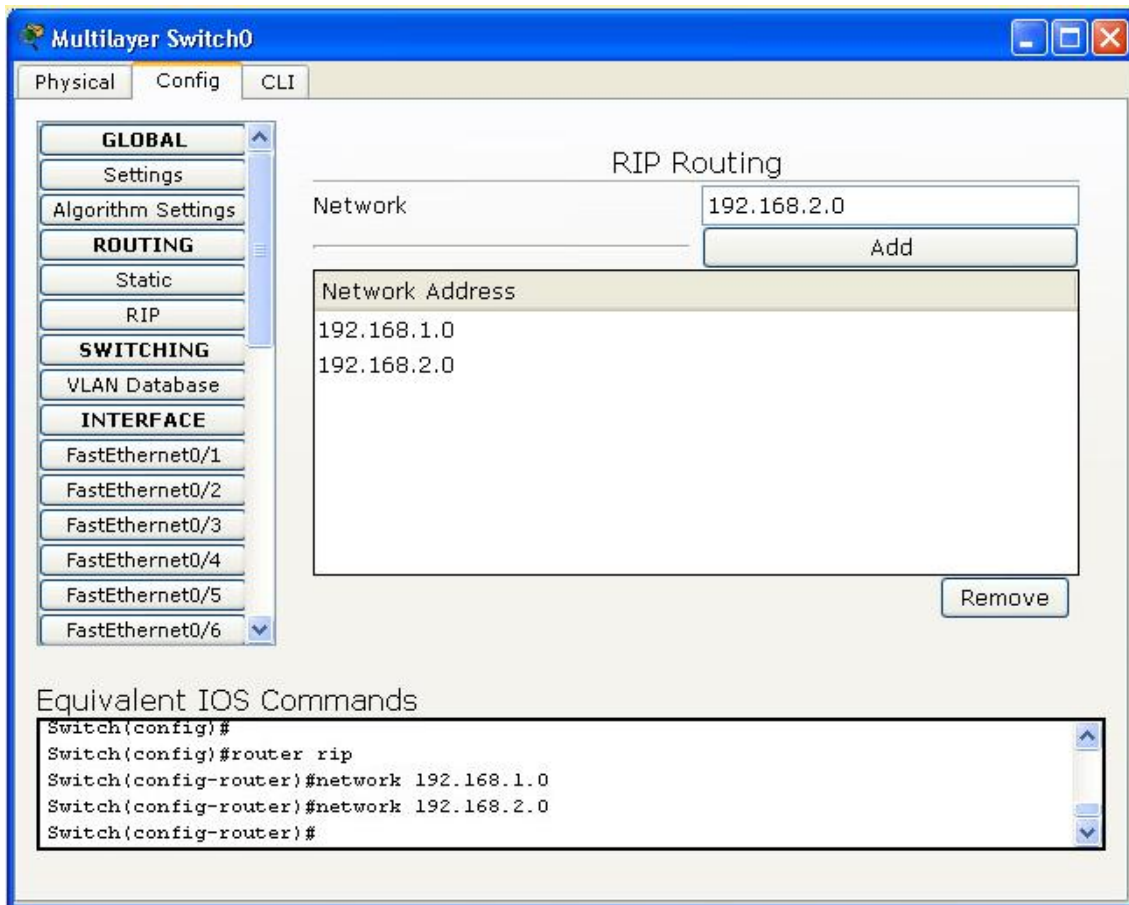 Multilayer Switch0
Physical Config CLI
GLOBAL
Settings
Algorithm Settings
ROUTING
Static
RIP
SWITCHING
VLAN Database
INTERFACE
FastEthernet0/1
FastEthernet0/2
FastEthernet0/3
FastEthernet0/4
FastEthernet0/5
FastEthernet0/6
RIP Routing
Network 192.168.2.0
Add
Network Address
192.168.1.0
192.168.2.0
Remove
Equivalent IOS Commands
Switch(config)#
Switch(config)#router rip
Switch(config-router)#network 192.168.1.0
Switch(config-router)#network 192.168.2.0
Switch(config-router)#